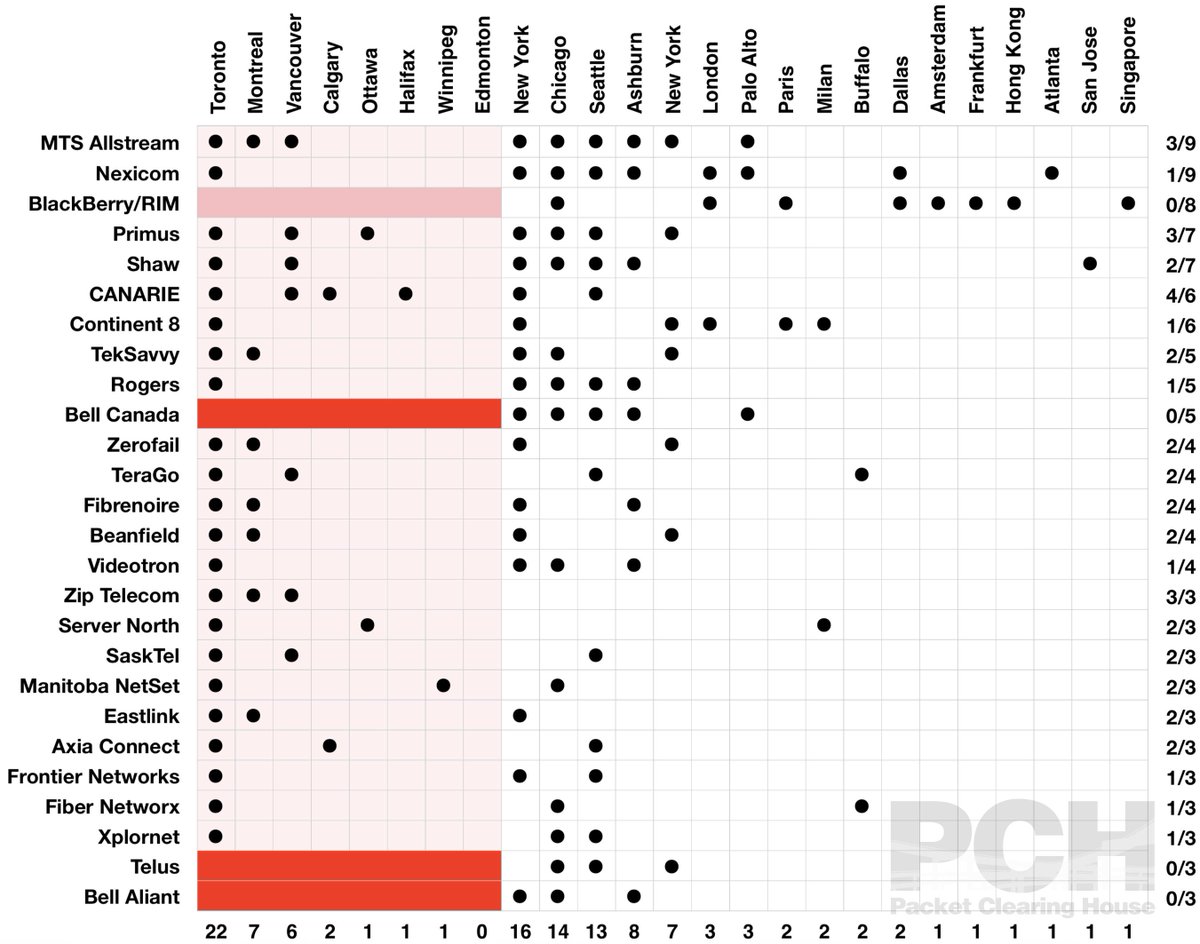 Toronto Montreal Vancouver Calgary Ottawa Halifax Winnipeg Edmonton New York Chicago Seattle Ashburn New York London Palo Alto Paris Milan Buffalo Dallas Amsterdam Frankfurt Hong Kong Atlanta San Jose Singapore
MTS Allstream 3/9
Nexicom 1/9
BlackBerry/RIM 0/8
Primus 3/7
Shaw 2/7
CANARIE 4/6
Continent 8 1/6
TekSavvy 2/5
Rogers 1/5
Bell Canada 0/5
Zerofail 2/4
TeraGo 2/4
Fibrenoire 2/4
Beanfield 2/4
Videotron 1/4
Zip Telecom 3/3
Server North 2/3
SaskTel 2/3
Manitoba NetSet 2/3
Eastlink 2/3
Axia Connect 2/3
Frontier Networks 1/3
Fiber Networx 1/3
Xplornet 1/3
Telus 0/3
Bell Aliant 0/3
PCH
Packet Clearing House
22 7 6 2 1 1 1 0 16 14 13 8 7 3 3 2 2 2 2 1 1 1 1 1 1